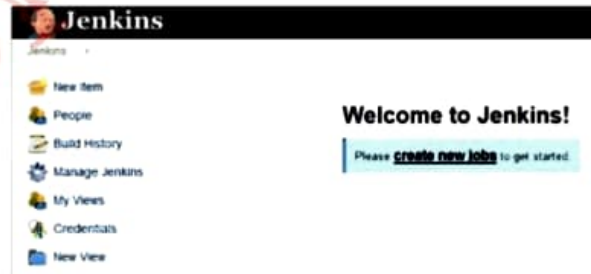 Jenkins
Jenkins
New Item
People
Build History
Manage Jenkins
My Views
Credentials
New View
Welcome to Jenkins!
Please create new jobs to get started.